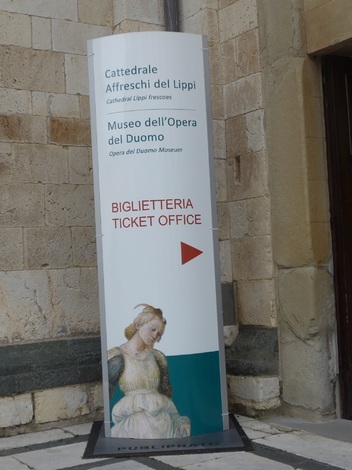 Cattedrale
Affreschi del Lippi
Cathedral Lippi frescoes
Museo dell'Opera
del Duomo
Opera del Duomo Museum
BIGLIETTERIA
TICKET OFFICE
PUBLIPRATO